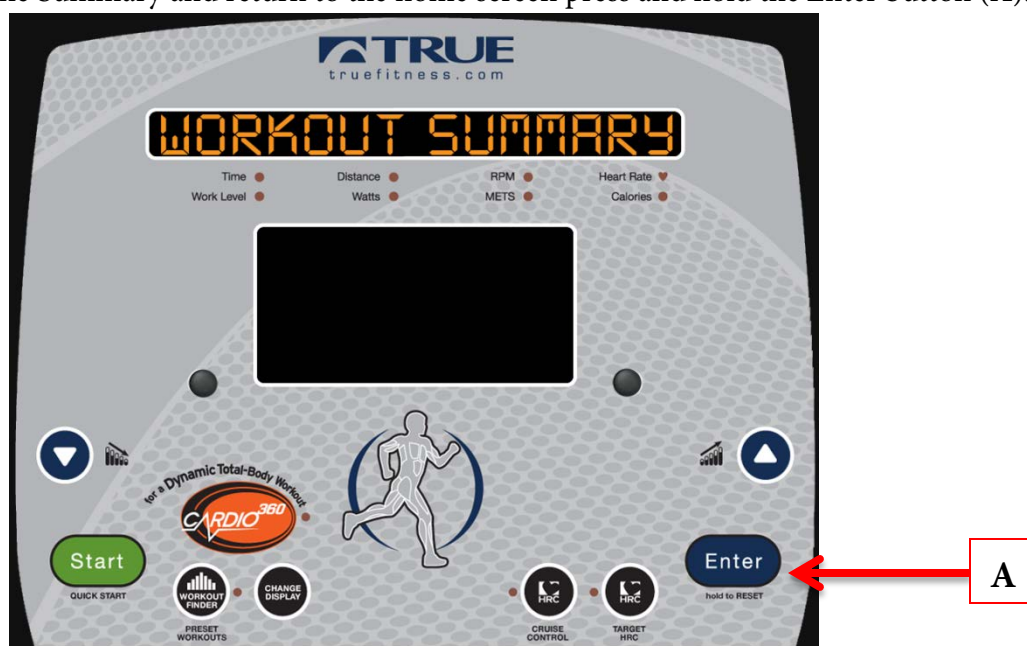 he Summary and return to the home screen press and hold the Enter button (A).
TRUE
truefitness.com
WORKOUT SUMMARY
Time Distance RPM Heart Rate
Work Level Watts METS Calories
for a Dynamic Total-Body Workout
CARDIO 360
Start
Enter
A
QUICK START
hold to RESET
WORKOUT FINDER
CHANGE DISPLAY
HRC
HRC
PRESET WORKOUTS
CRUISE CONTROL
TARGET HRC